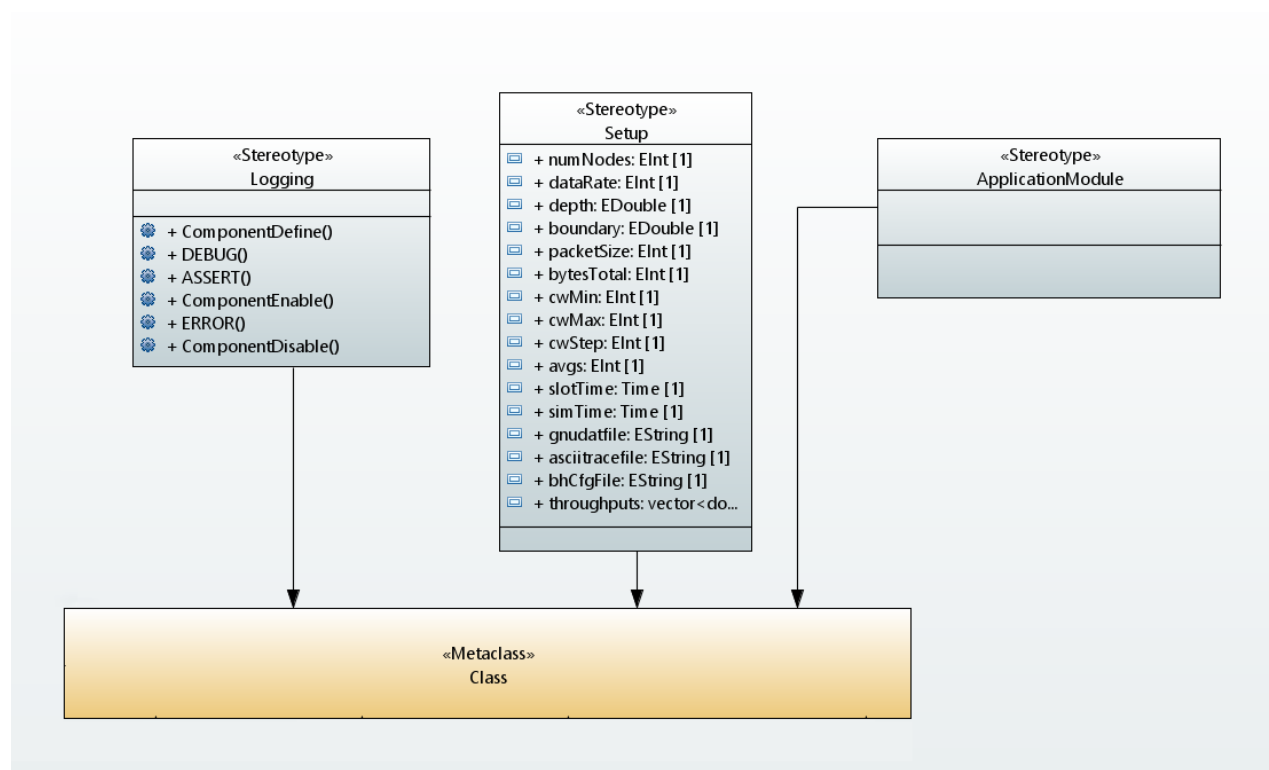 «Stereotype»
Logging
+ ComponentDefine()
+ DEBUG()
+ ASSERT()
+ ComponentEnable()
+ ERROR()
+ ComponentDisable()
«Stereotype»
Setup
+ numNodes: EInt [1]
+ dataRate: EInt [1]
+ depth: EDouble [1]
+ boundary: EDouble [1]
+ packetSize: EInt [1]
+ bytesTotal: EInt [1]
+ cwMin: EInt [1]
+ cwMax: EInt [1]
+ cwStep: EInt [1]
+ avgs: EInt [1]
+ slotTime: Time [1]
+ simTime: Time [1]
+ gnudatfile: EString [1]
+ asciitracefile: EString [1]
+ bhCfgFile: EString [1]
+ throughputs: vector<do...
«Stereotype»
ApplicationModule
«Metaclass»
Class